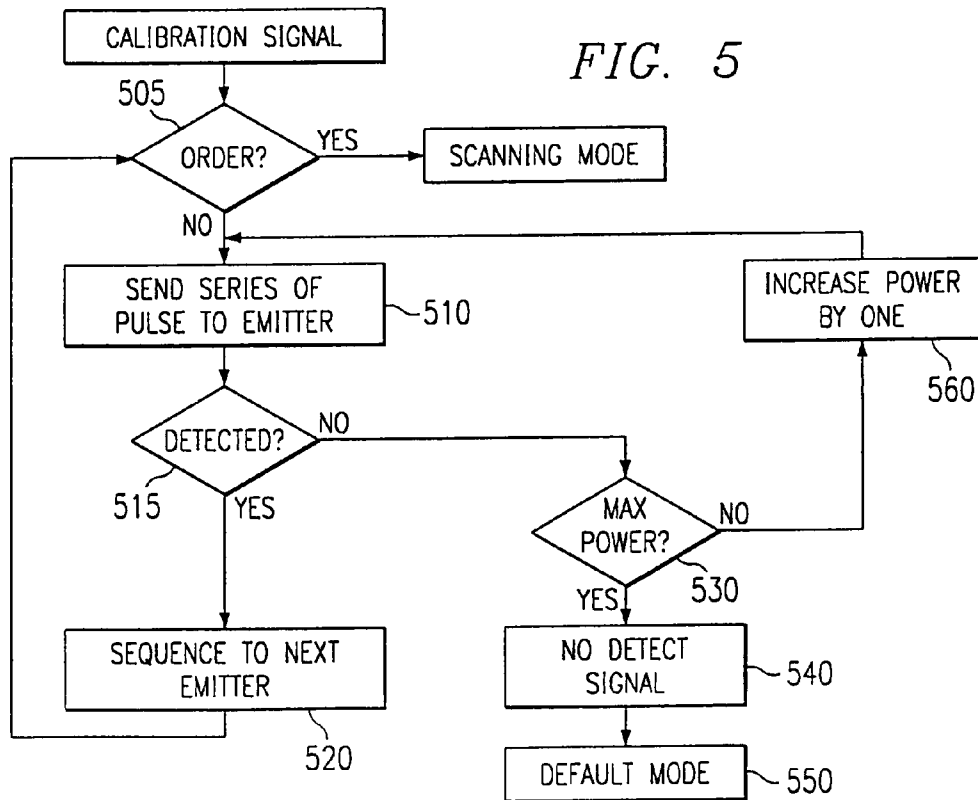 CALIBRATION SIGNAL
FIG. 5
505
ORDER?
YES
SCANNING MODE
NO
SEND SERIES OF
PULSE TO EMITTER
510
INCREASE POWER
BY ONE
560
DETECTED?
NO
515
YES
MAX
POWER?
NO
530
YES
SEQUENCE TO NEXT
EMITTER
520
NO DETECT
SIGNAL
540
DEFAULT MODE
550